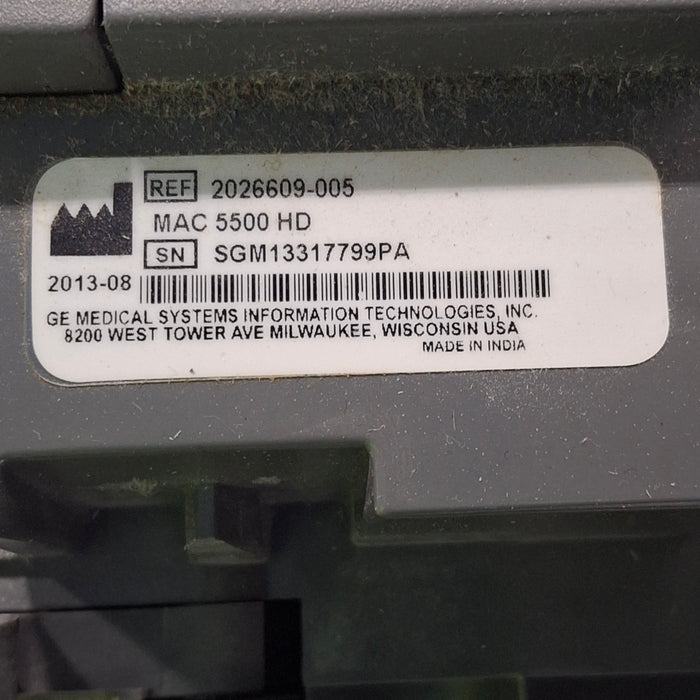 REF 2026609-005
MAC 5500 HD
SN SGM13317799PA
2013-08
GE MEDICAL SYSTEMS INFORMATION TECHNOLOGIES, INC.
8200 WEST TOWER AVE MILWAUKEE, WISCONSIN USA
MADE IN INDIA